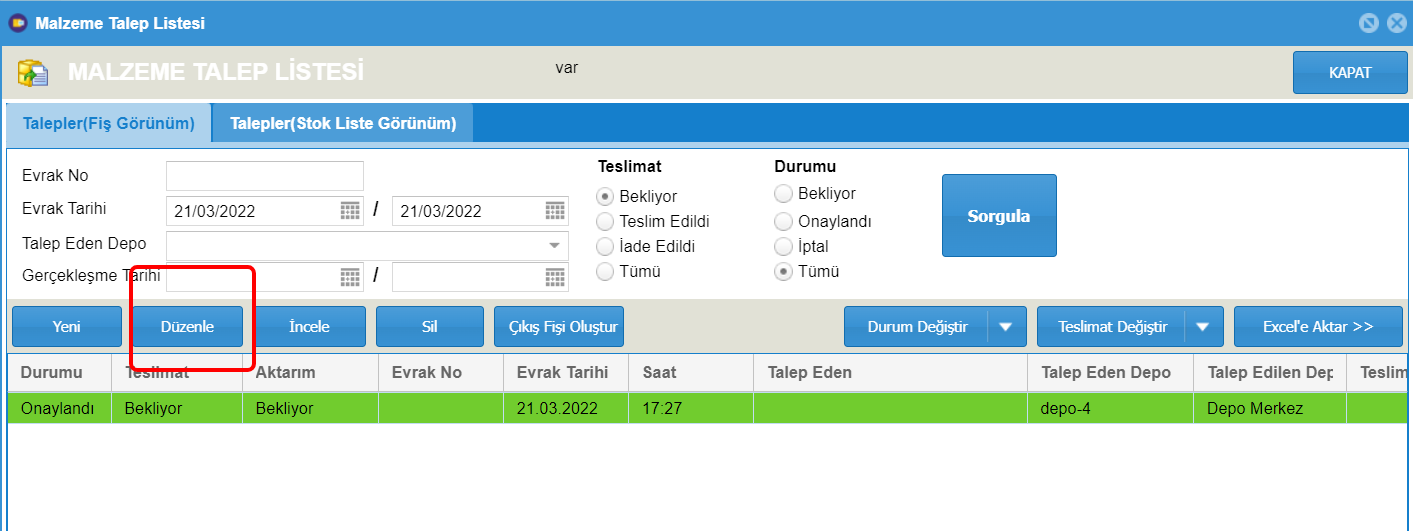 Malzeme Talep Listesi
MALZEME TALEP LİSTESİ
var
KAPAT
Talepler(Fiş Görünüm)
Talepler(Stok Liste Görünüm)
Evrak No
Evrak Tarihi
21/03/2022 / 21/03/2022
Talep Eden Depo
Gerçekleşme Tarihi /
Teslimat
Bekliyor
Teslim Edildi
İade Edildi
Tümü
Durumu
Bekliyor
Onaylandı
İptal
Tümü
Sorgula
Yeni Düzenle İncele Sil Çıkış Fişi Oluştur Durum Değiştir Teslimat Değiştir Excel'e Aktar >>
Durumu Teslimat Aktarım Evrak No Evrak Tarihi Saat Talep Eden Talep Eden Depo Talep Edilen Dep Teslim
Onaylandı Bekliyor Bekliyor 21.03.2022 17:27 depo-4 Depo Merkez